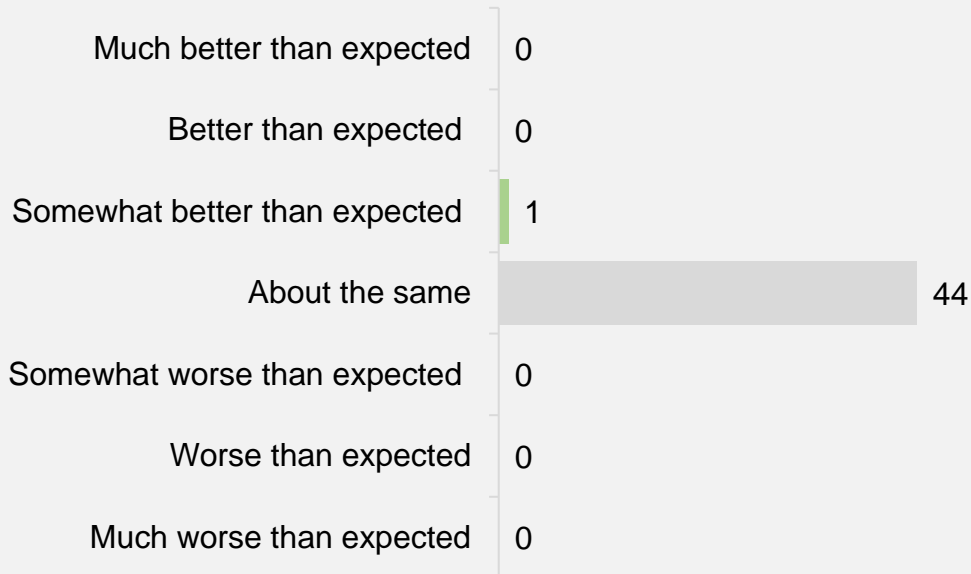 Much better than expected 0
Better than expected 0
Somewhat better than expected 1
About the same 44
Somewhat worse than expected 0
Worse than expected 0
Much worse than expected 0